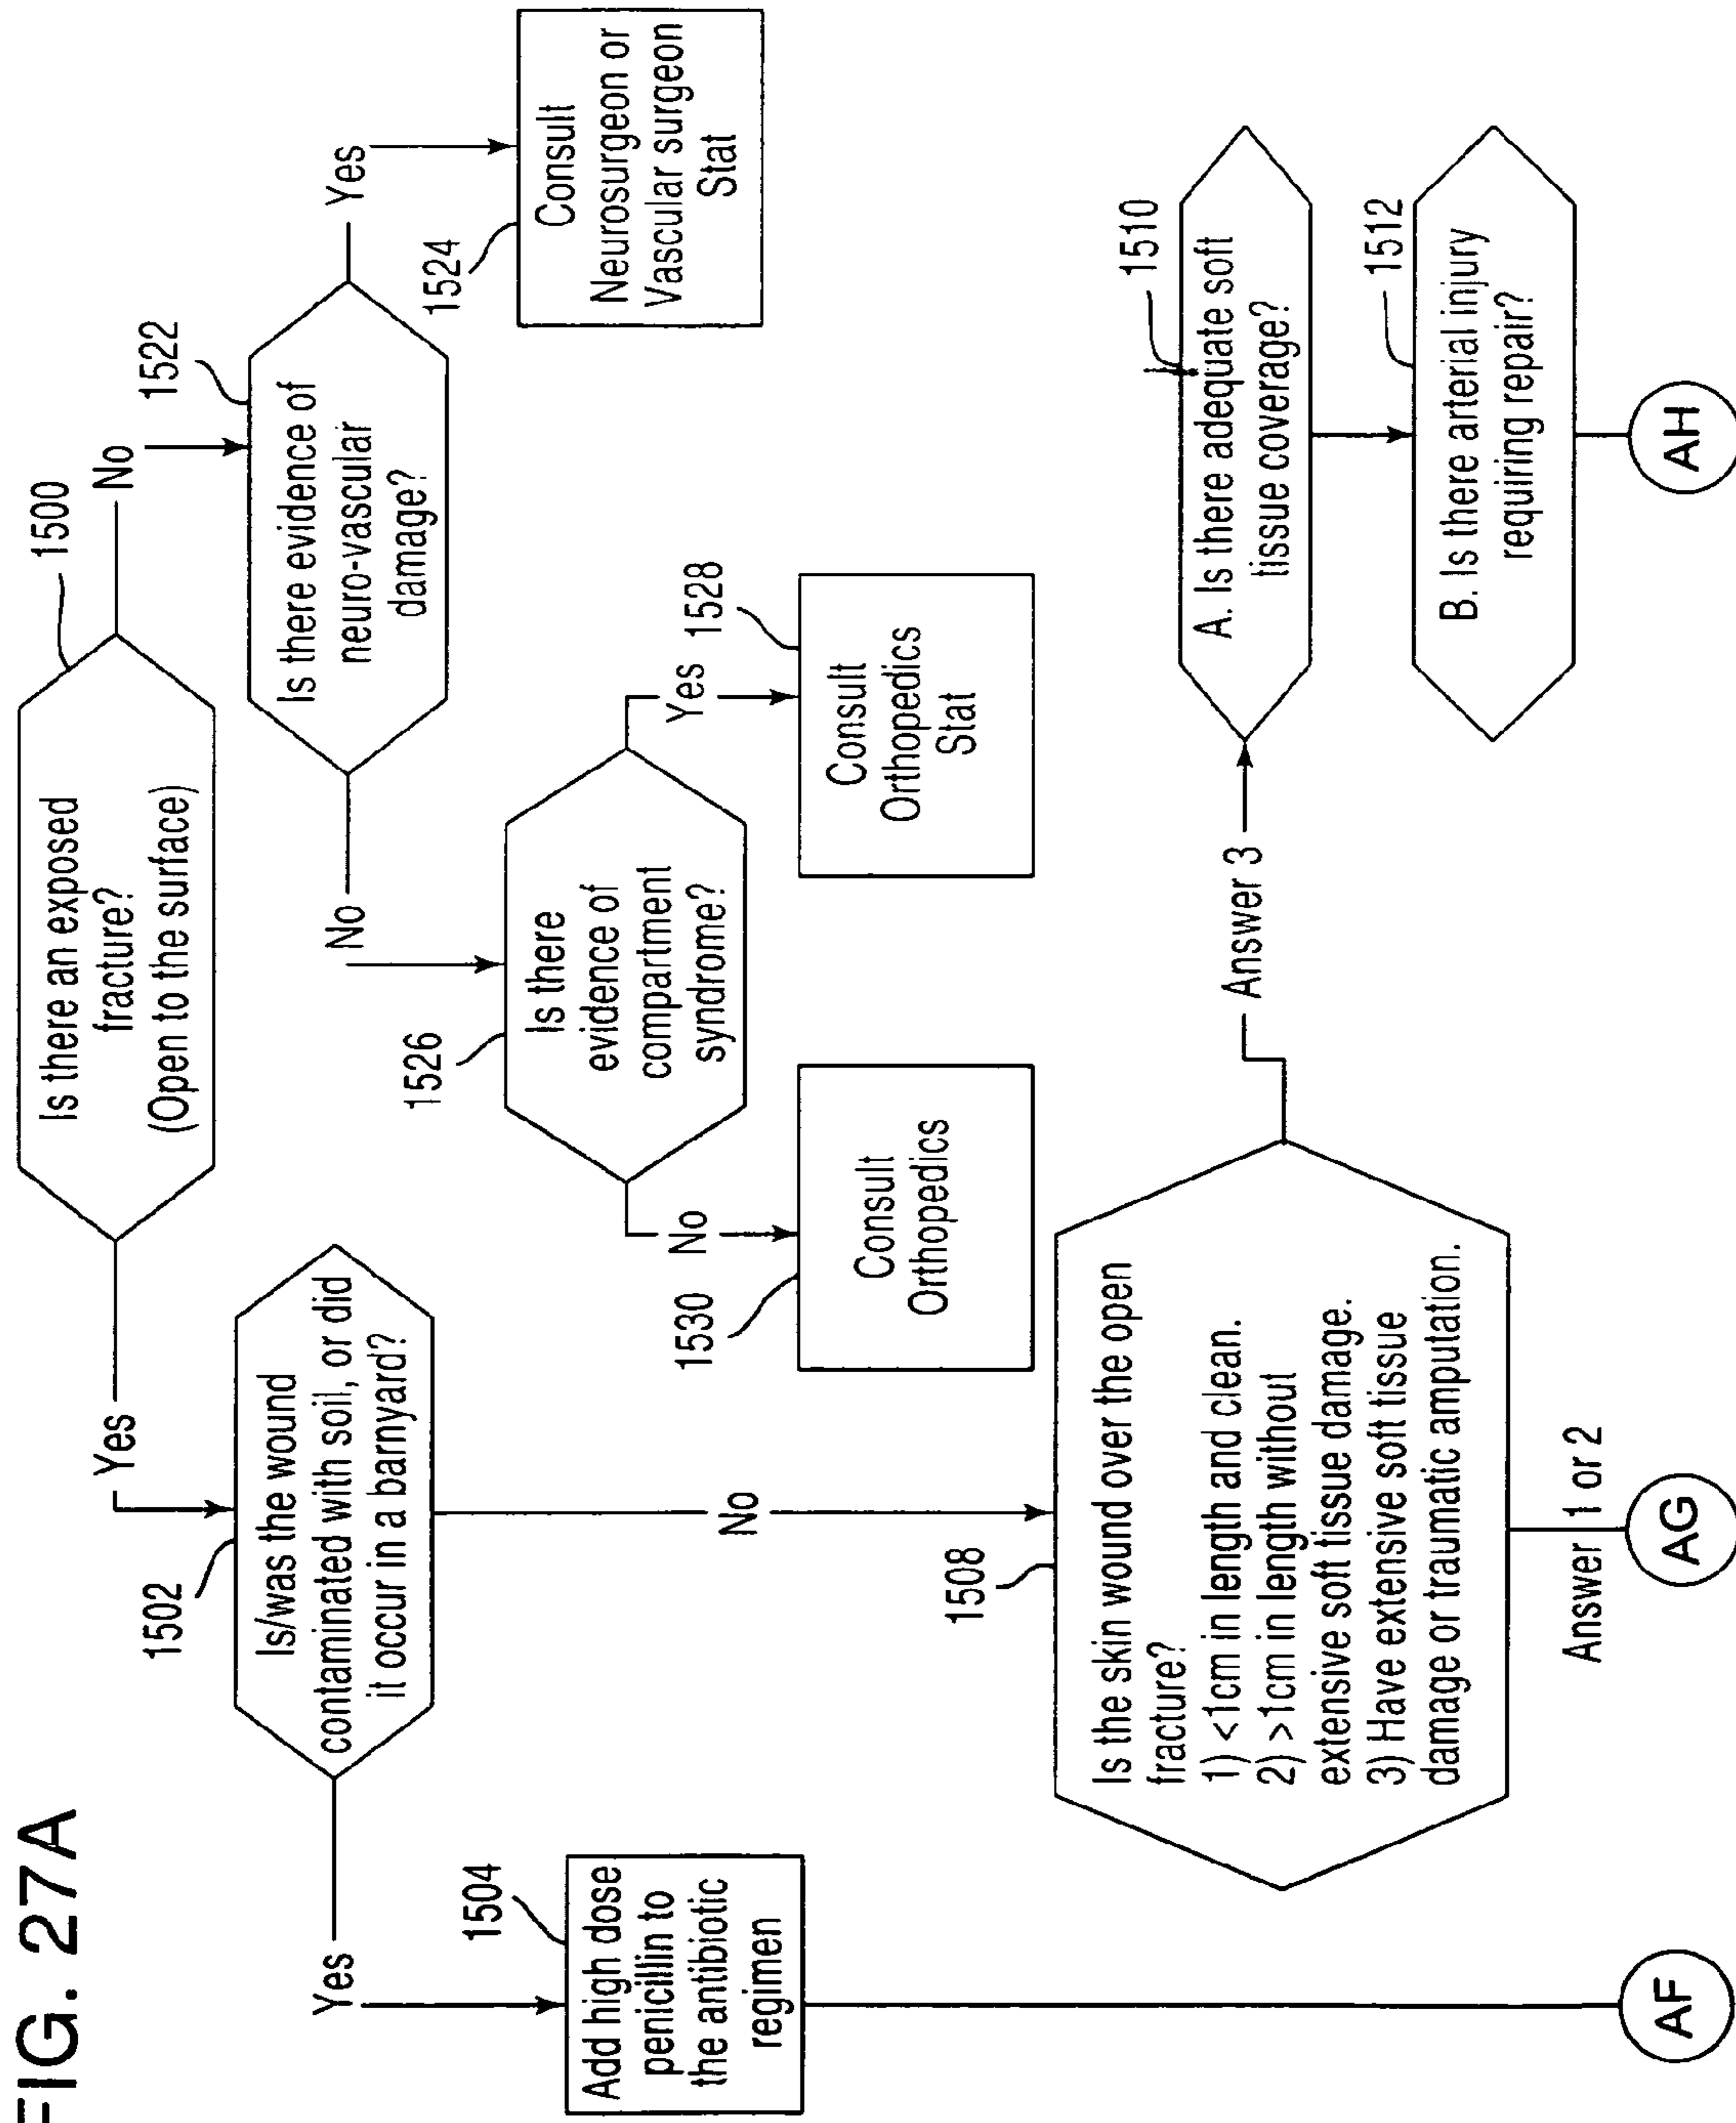 FIG. 27A
1500
Is there an exposed
fracture?
(Open to the surface)
Yes
No
1502
Is/was the wound
contaminated with soil, or did
it occur in a barnyard?
1522
Is there evidence of
neuro-vascular
damage?
Yes
No
No
Yes
1504
Add high dose
penicillin to
the antibiotic
regimen
1526
Is there
evidence of
compartment
syndrome?
1524
Consult
Neurosurgeon or
Vascular surgeon
Stat
No
Yes
1530
Consult
Orthopedics
1528
Consult
Orthopedics
Stat
1508
Is the skin wound over the open
fracture?
1) <1cm in length and clean.
2) >1cm in length without
extensive soft tissue damage.
3) Have extensive soft tissue
damage or traumatic amputation.
Answer 3
1510
A. Is there adequate soft
tissue coverage?
1512
B. Is there arterial injury
requiring repair?
Answer 1 or 2
AF
AG
AH